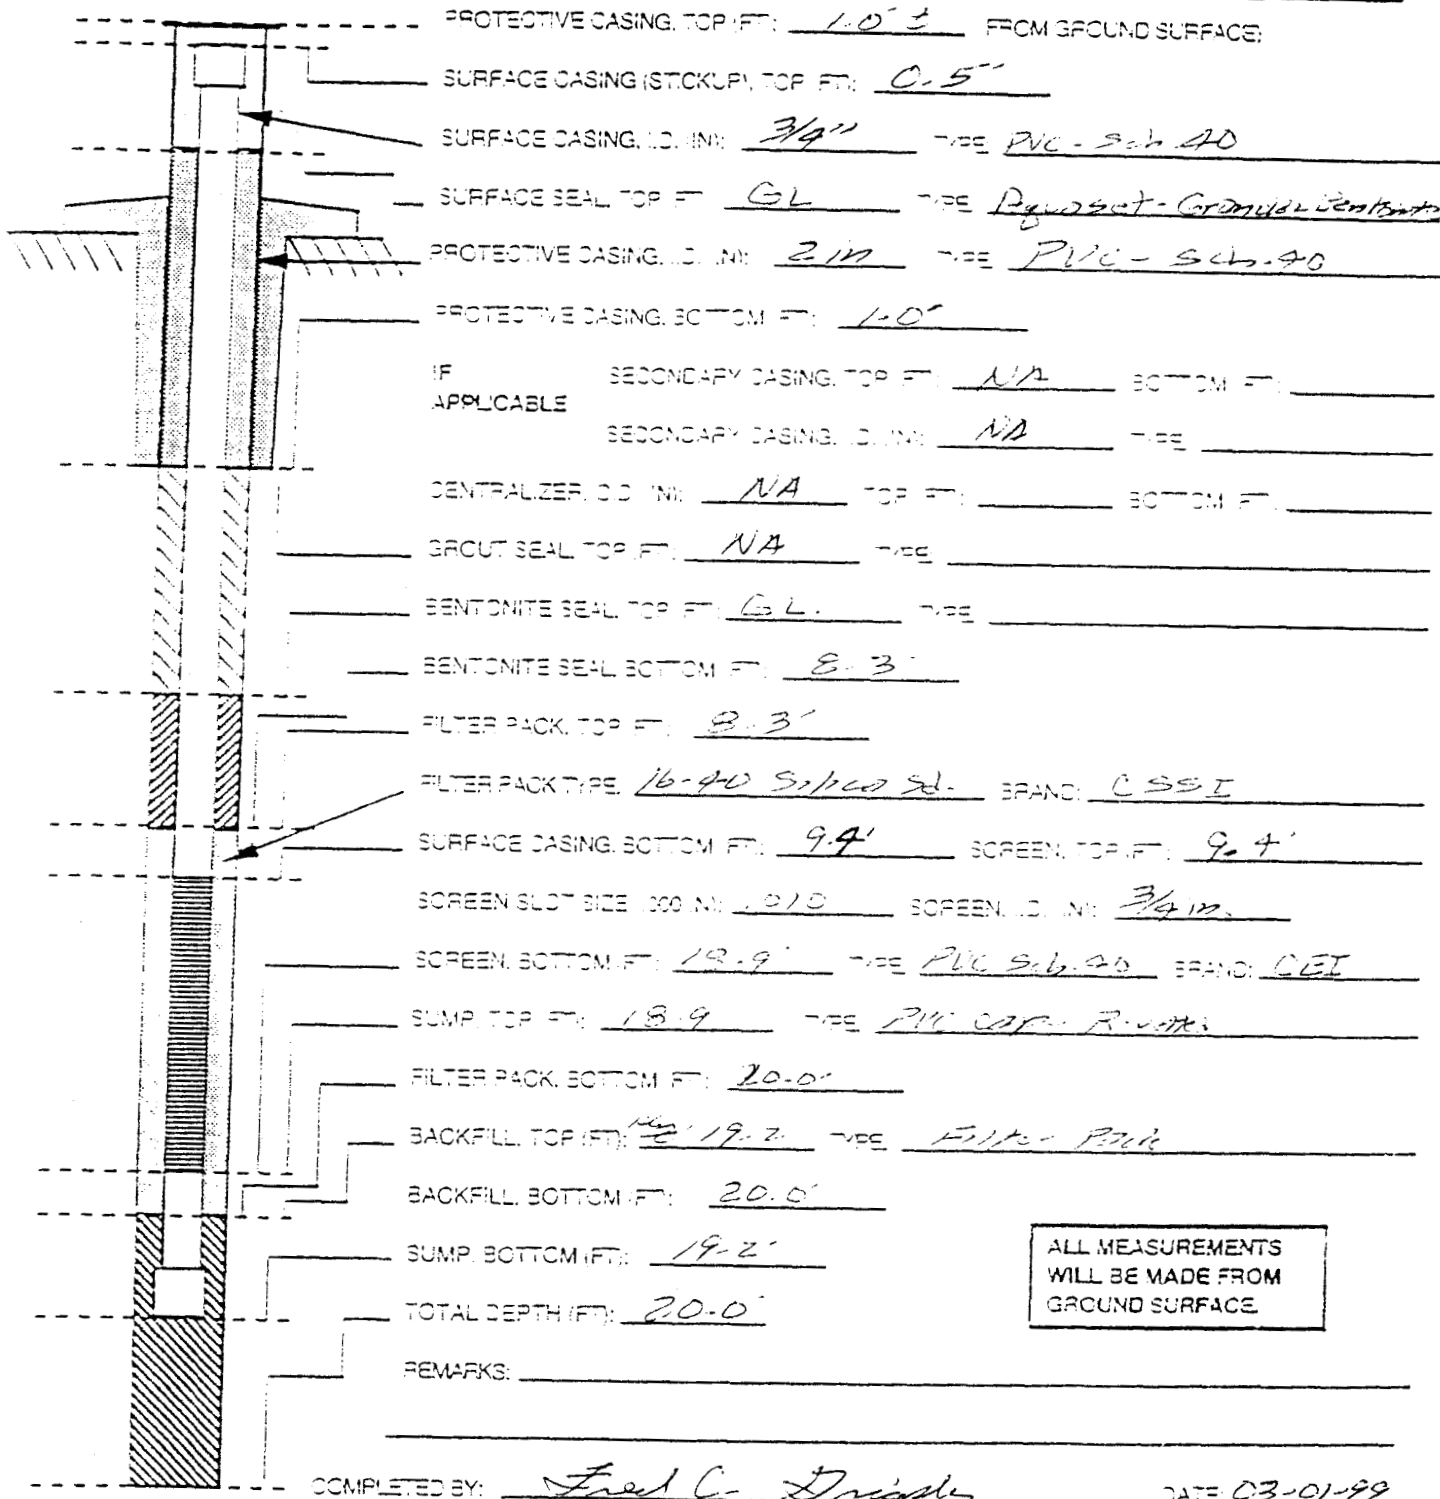 PROTECTIVE CASING, TOP (FT): 1.0' ± FROM GROUND SURFACE:
SURFACE CASING (STICKUP), TOP (FT): 0.5'
SURFACE CASING, I.D. (IN): 3/4" TYPE PVC - Sch 40
SURFACE SEAL, TOP (FT) GL TYPE Granular
PROTECTIVE CASING, I.D. (IN): 2 in TYPE PVC - Sch. 40
PROTECTIVE CASING, BOTTOM (FT): 1.0'
IF APPLICABLE SECONDARY CASING, TOP (FT) NA BOTTOM (FT)
SECONDARY CASING, I.D. (IN): NA TYPE
CENTRALIZER, O.D. (IN): NA TOP (FT): BOTTOM (FT):
GROUT SEAL, TOP (FT): NA TYPE
BENTONITE SEAL, TOP (FT): GL. TYPE
BENTONITE SEAL, BOTTOM (FT): 8.3'
FILTER PACK, TOP (FT): 8.3'
FILTER PACK TYPE, 16-40 Silica Sd. BRAND: CSSI
SURFACE CASING, BOTTOM (FT): 9.4' SCREEN, TOP (FT): 9.4'
SCREEN SLOT SIZE .000 (IN): .010 SCREEN, I.D. (IN): 3/4 in.
SCREEN, BOTTOM (FT): 18.9' TYPE PVC Sch. 40 BRAND: CEI
SUMP, TOP (FT): 18.9 TYPE PVC cap
FILTER PACK, BOTTOM (FT): 20.0'
BACKFILL, TOP (FT): 19.2 TYPE Filter Pack
BACKFILL, BOTTOM (FT): 20.0'
SUMP, BOTTOM (FT): 19.2'
ALL MEASUREMENTS
WILL BE MADE FROM
GROUND SURFACE.
TOTAL DEPTH (FT): 20.0'
REMARKS:
COMPLETED BY: Fred C. DATE 03-01-99